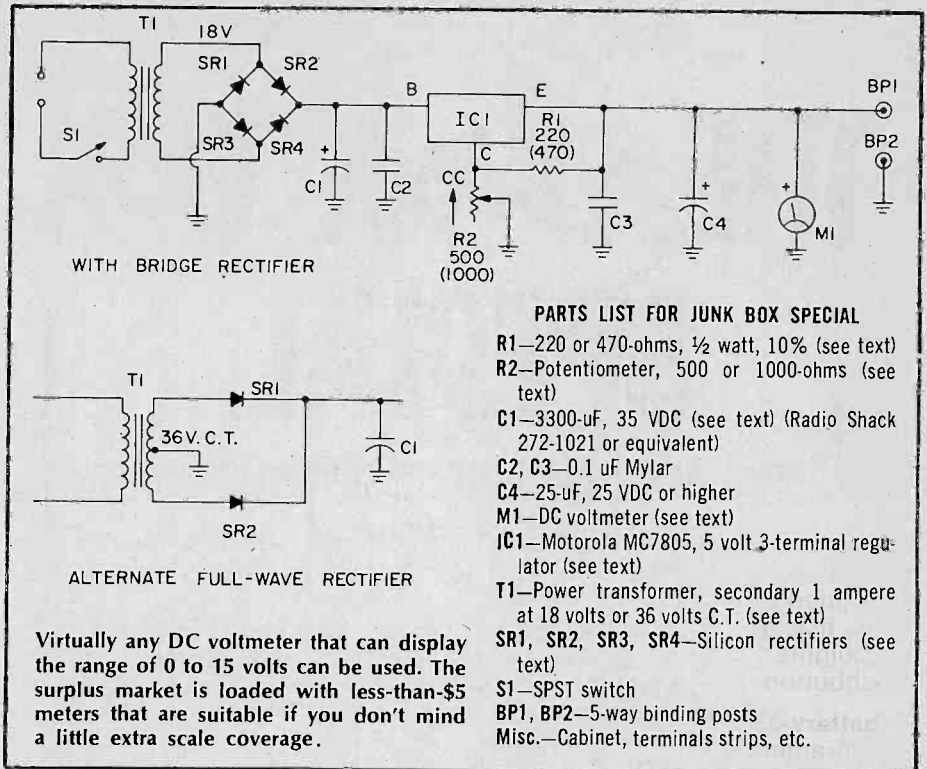 T1
18V
SR1
SR2
SR3
SR4
S1
C1
+
C2
B
IC1
E
C
CC
R1
220
(470)
R2
500
(1000)
C3
+
C4
+
M1
BP1
BP2
WITH BRIDGE RECTIFIER
T1
SR1
36V. C.T.
C1
SR2
ALTERNATE FULL-WAVE RECTIFIER
Virtually any DC voltmeter that can display
the range of 0 to 15 volts can be used. The
surplus market is loaded with less-than-$5
meters that are suitable if you don't mind
a little extra scale coverage.
PARTS LIST FOR JUNK BOX SPECIAL
R1—220 or 470-ohms, ½ watt, 10% (see text)
R2—Potentiometer, 500 or 1000-ohms (see
text)
C1—3300-uF, 35 VDC (see text) (Radio Shack
272-1021 or equivalent)
C2, C3—0.1 uF Mylar
C4—25-uF, 25 VDC or higher
M1—DC voltmeter (see text)
IC1—Motorola MC7805, 5 volt 3-terminal regu-
lator (see text)
T1—Power transformer, secondary 1 ampere
at 18 volts or 36 volts C.T. (see text)
SR1, SR2, SR3, SR4—Silicon rectifiers (see
text)
S1—SPST switch
BP1, BP2—5-way binding posts
Misc.—Cabinet, terminals strips, etc.